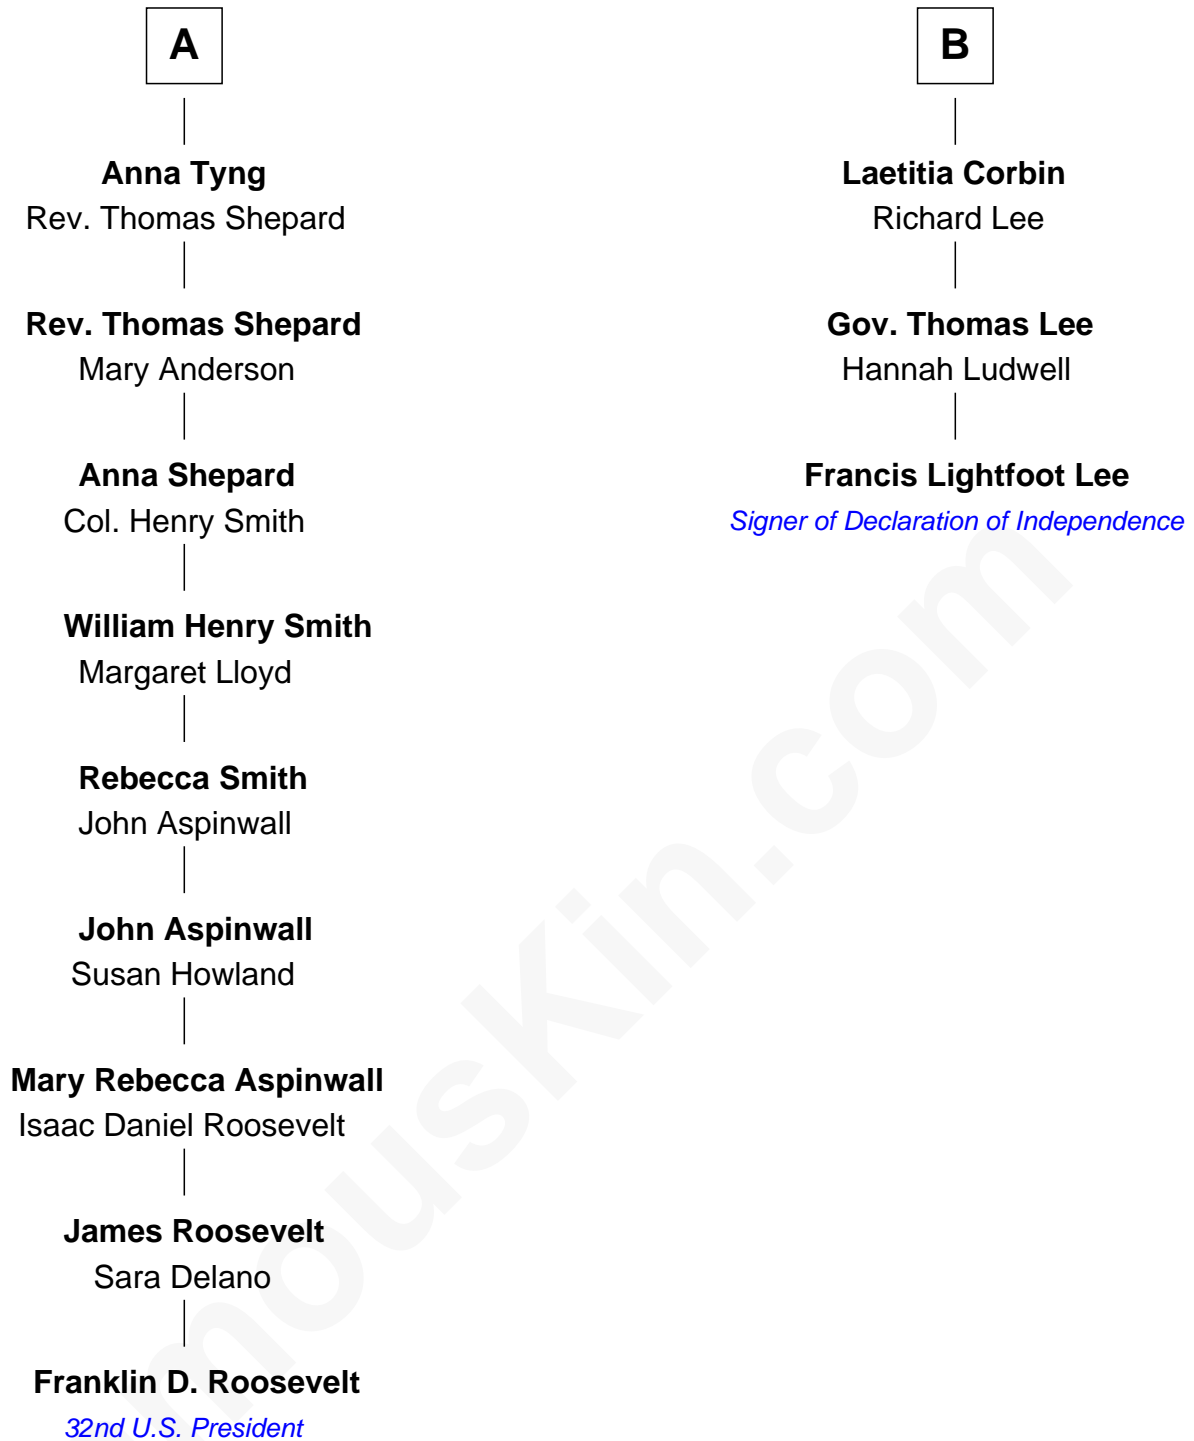 A
Anna Tyng
Rev. Thomas Shepard
Rev. Thomas Shepard
Mary Anderson
Anna Shepard
Col. Henry Smith
William Henry Smith
Margaret Lloyd
Rebecca Smith
John Aspinwall
John Aspinwall
Susan Howland
Mary Rebecca Aspinwall
Isaac Daniel Roosevelt
James Roosevelt
Sara Delano
Franklin D. Roosevelt
32nd U.S. President
B
Laetitia Corbin
Richard Lee
Gov. Thomas Lee
Hannah Ludwell
Francis Lightfoot Lee
Signer of Declaration of Independence
mouskin.com